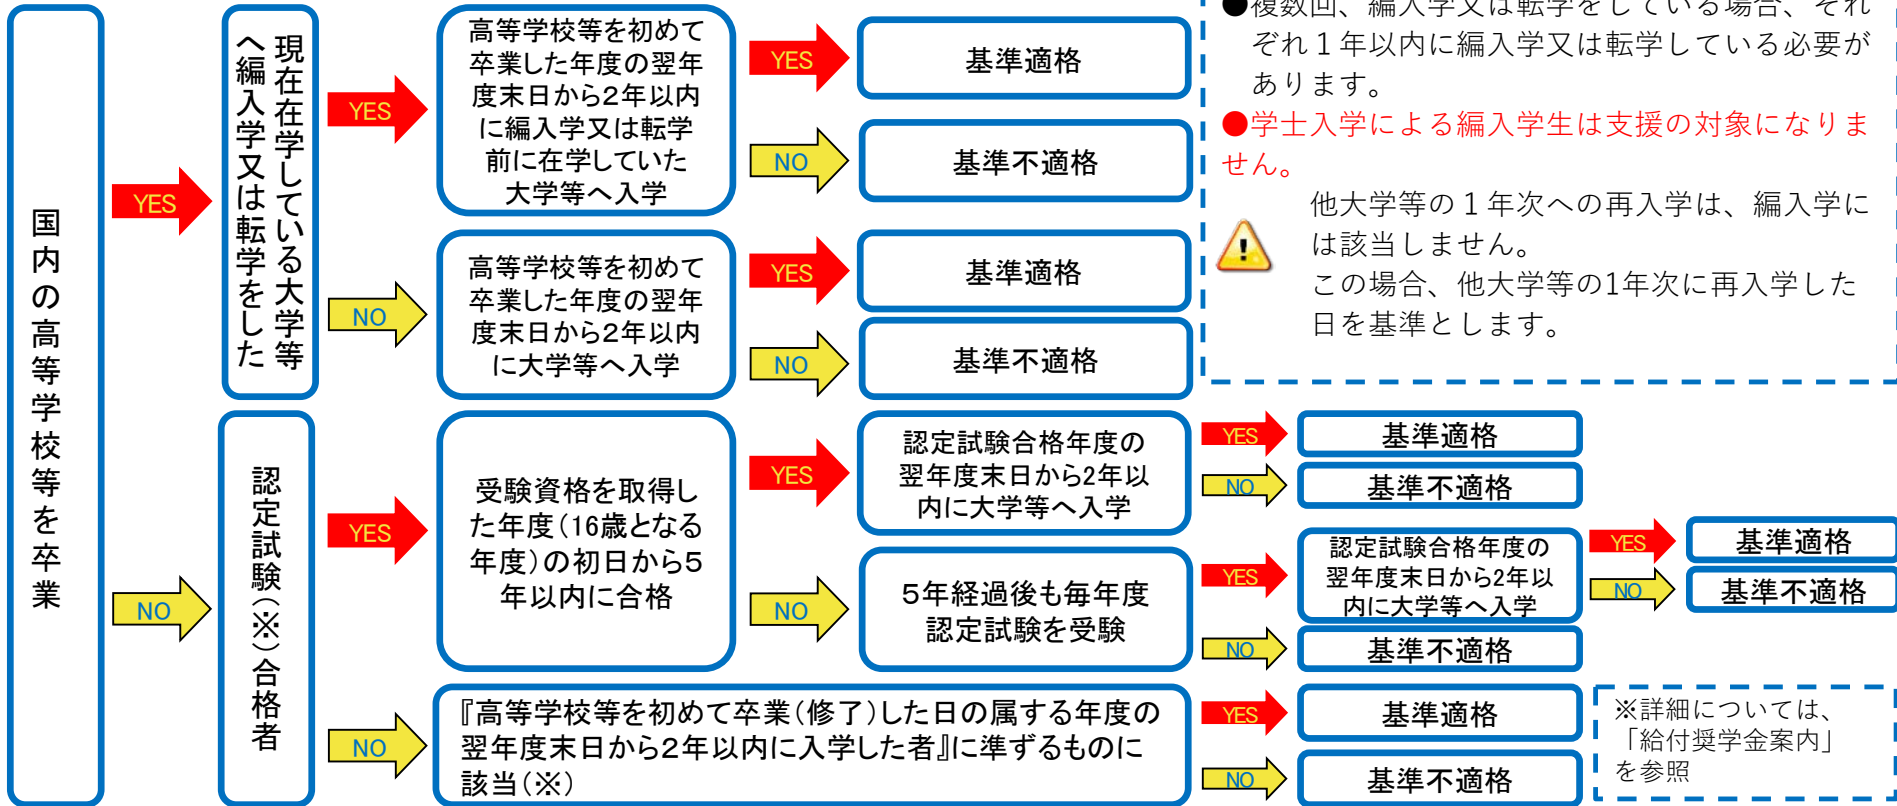 国内の高等学校等を卒業
YES
NO
現在在学している大学等
へ編入学又は転学をした
YES
NO
高等学校等を初めて
卒業した年度の翌年
度末日から2年以内
に編入学又は転学
前に在学していた
大学等へ入学
YES
基準適格
NO
基準不適格
高等学校等を初めて
卒業した年度の翌年
度末日から2年以内
に大学等へ入学
YES
基準適格
NO
基準不適格
認定試験(※)合格者
YES
NO
受験資格を取得し
た年度(16歳となる
年度)の初日から5
年以内に合格
YES
NO
認定試験合格年度の
翌年度末日から2年以
内に大学等へ入学
YES
基準適格
NO
基準不適格
5年経過後も毎年度
認定試験を受験
YES
NO
認定試験合格年度の
翌年度末日から2年以
内に大学等へ入学
YES
基準適格
NO
基準不適格
基準不適格
『高等学校等を初めて卒業(修了)した日の属する年度の
翌年度末日から2年以内に入学した者』に準ずるものに
該当(※)
YES
基準適格
NO
基準不適格
●複数回、編入学又は転学をしている場合、それ
ぞれ１年以内に編入学又は転学している必要が
あります。
●学士入学による編入学生は支援の対象になりま
せん。
他大学等の１年次への再入学は、編入学に
は該当しません。
この場合、他大学等の1年次に再入学した
日を基準とします。
※詳細については、
「給付奨学金案内」
を参照